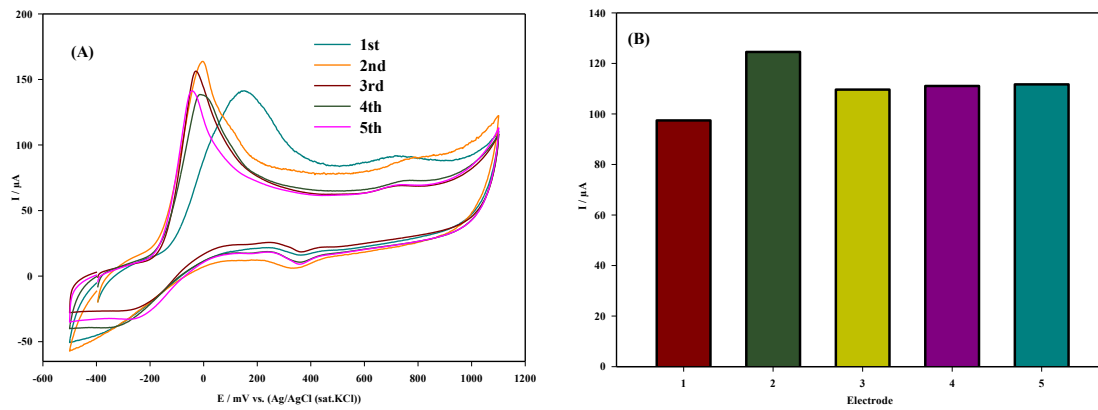 (A)
1st
2nd
3rd
4th
5th
200
150
100
50
0
-50
I / µA
-600 -400 -200 0 200 400 600 800 1000 1200
E / mV vs. (Ag/AgCl (sat.KCl))
(B)
140
120
100
80
60
40
20
0
I / µA
1 2 3 4 5
Electrode